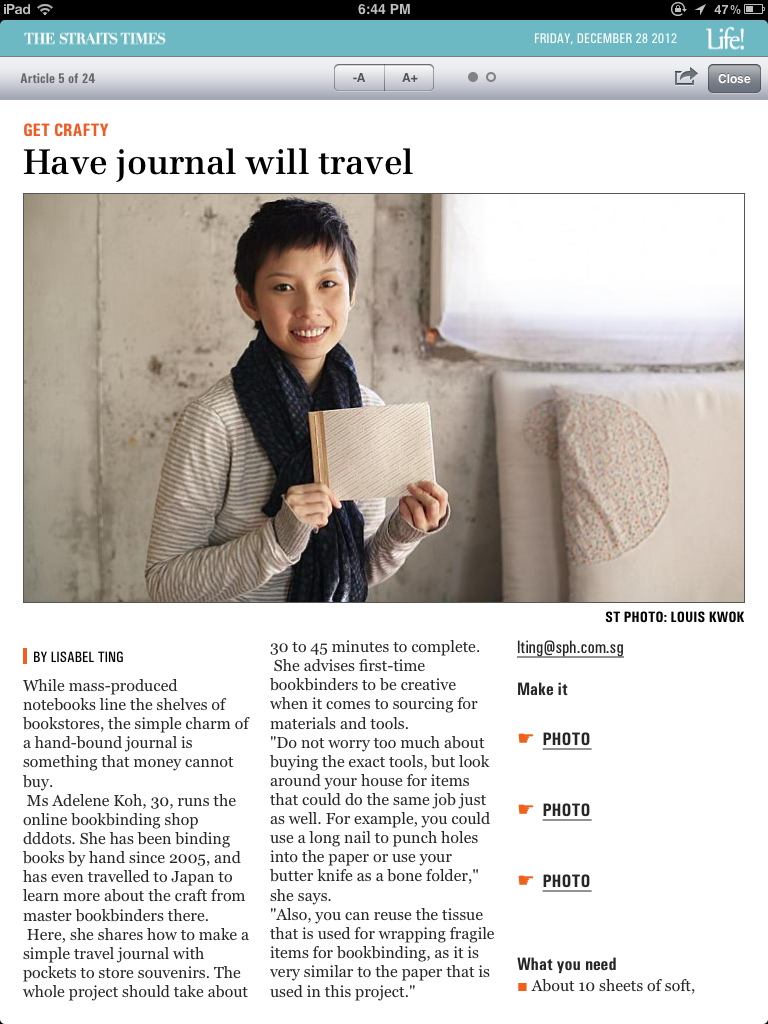 iPad 6:44 PM 47%
THE STRAITS TIMES FRIDAY, DECEMBER 28 2012 Life!
Article 5 of 24 -A A+ Close
GET CRAFTY
Have journal will travel
ST PHOTO: LOUIS KWOK
BY LISABEL TING
While mass-produced
notebooks line the shelves of
bookstores, the simple charm of
a hand-bound journal is
something that money cannot
buy.
Ms Adelene Koh, 30, runs the
online bookbinding shop
dddots. She has been binding
books by hand since 2005, and
has even travelled to Japan to
learn more about the craft from
master bookbinders there.
Here, she shares how to make a
simple travel journal with
pockets to store souvenirs. The
whole project should take about
30 to 45 minutes to complete.
She advises first-time
bookbinders to be creative
when it comes to sourcing for
materials and tools.
"Do not worry too much about
buying the exact tools, but look
around your house for items
that could do the same job just
as well. For example, you could
use a long nail to punch holes
into the paper or use your
butter knife as a bone folder,"
she says.
"Also, you can reuse the tissue
that is used for wrapping fragile
items for bookbinding, as it is
very similar to the paper that is
used in this project."
lting@sph.com.sg
Make it
PHOTO
PHOTO
PHOTO
What you need
About 10 sheets of soft,